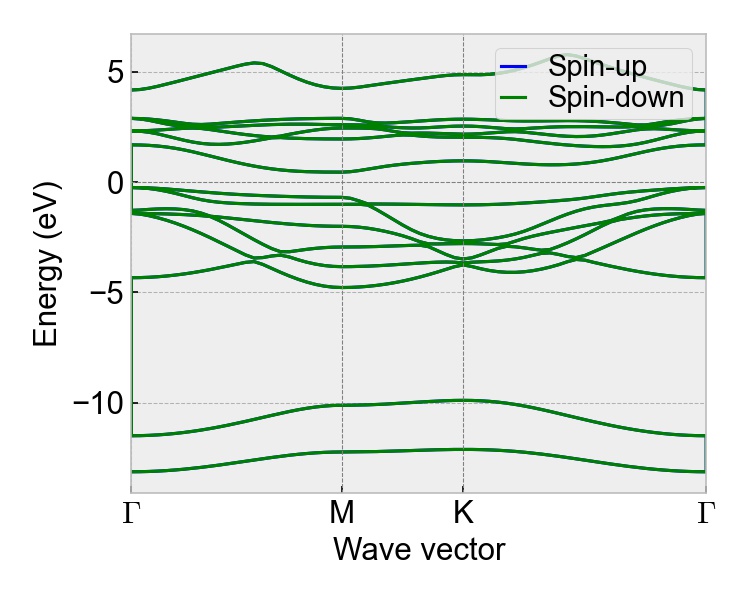 Spin-up
Spin-down
5
0
−5
−10
Energy (eV)
Γ M K Γ
Wave vector